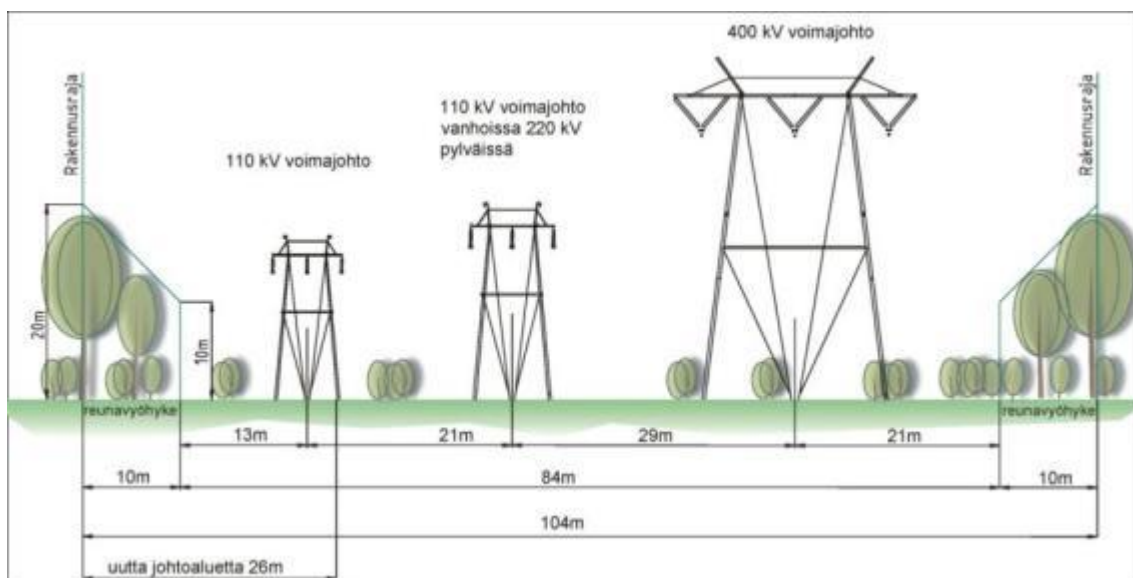 400 kV voimajohto
110 kV voimajohto
vanhoissa 220 kV
pylväissä
110 kV voimajohto
Rakennusraja
Rakennusraja
20m
10m
reunavyöhyke
reunavyöhyke
13m
21m
29m
21m
10m
84m
10m
104m
uutta johtoaluetta 26m